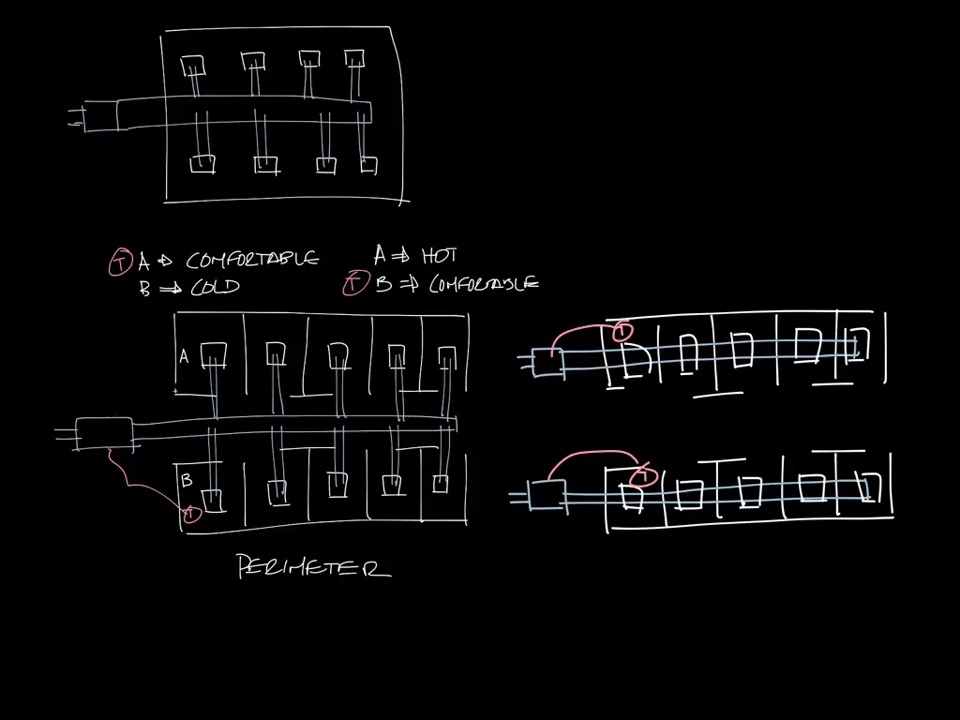 T A → COMFORTABLE
B ⇒ COLD
A ⇒ HOT
T B ⇒ COMFORTABLE
A
B
T
PERIMETER
T
T